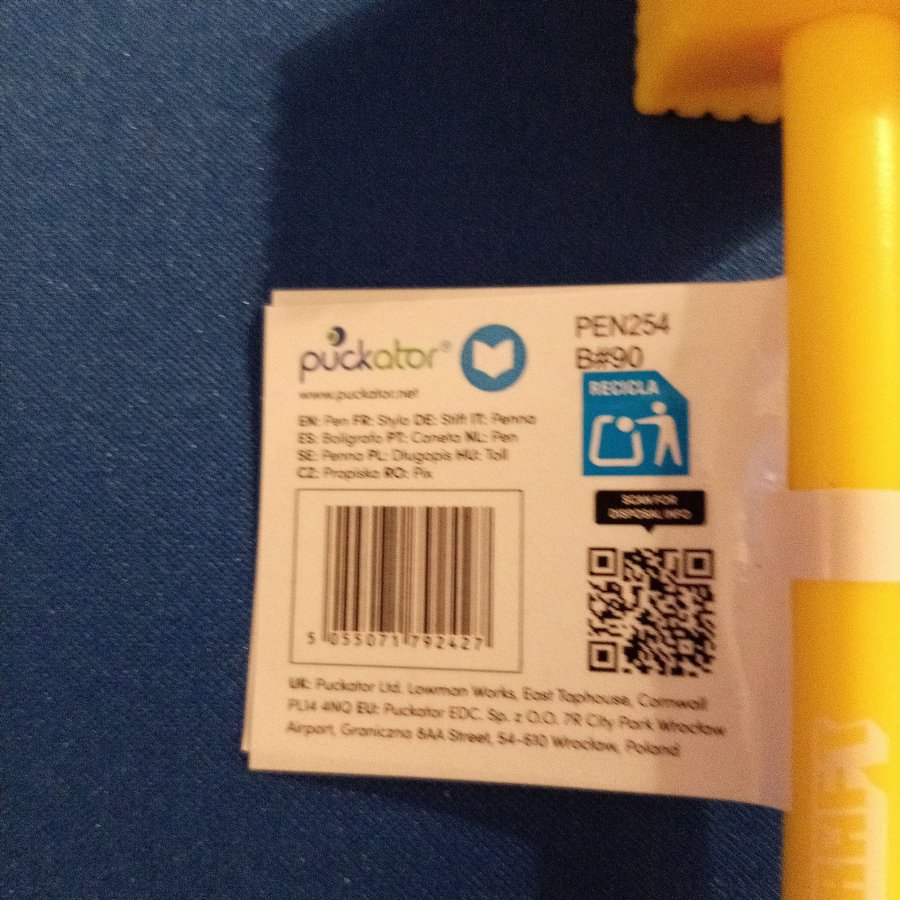 puckator®
www.puckator.net
EN: Pen FR: Stylo DE: Stift IT: Penna
ES: Bolígrafo PT: Caneta NL: Pen
SE: Penna PL: Długopis HU: Toll
CZ: Propiska RO: Pix
5 055071 792427
PEN254
B#90
RECICLA
SCAN FOR
DISPOSAL INFO
UK: Puckator Ltd, Lowman Works, East Taphouse, Cornwall
PL14 4NQ EU: Puckator EDC. Sp. z O.O. 7R City Park Wrocław
Airport, Graniczna 8AA Street, 54-610 Wrocław, Poland